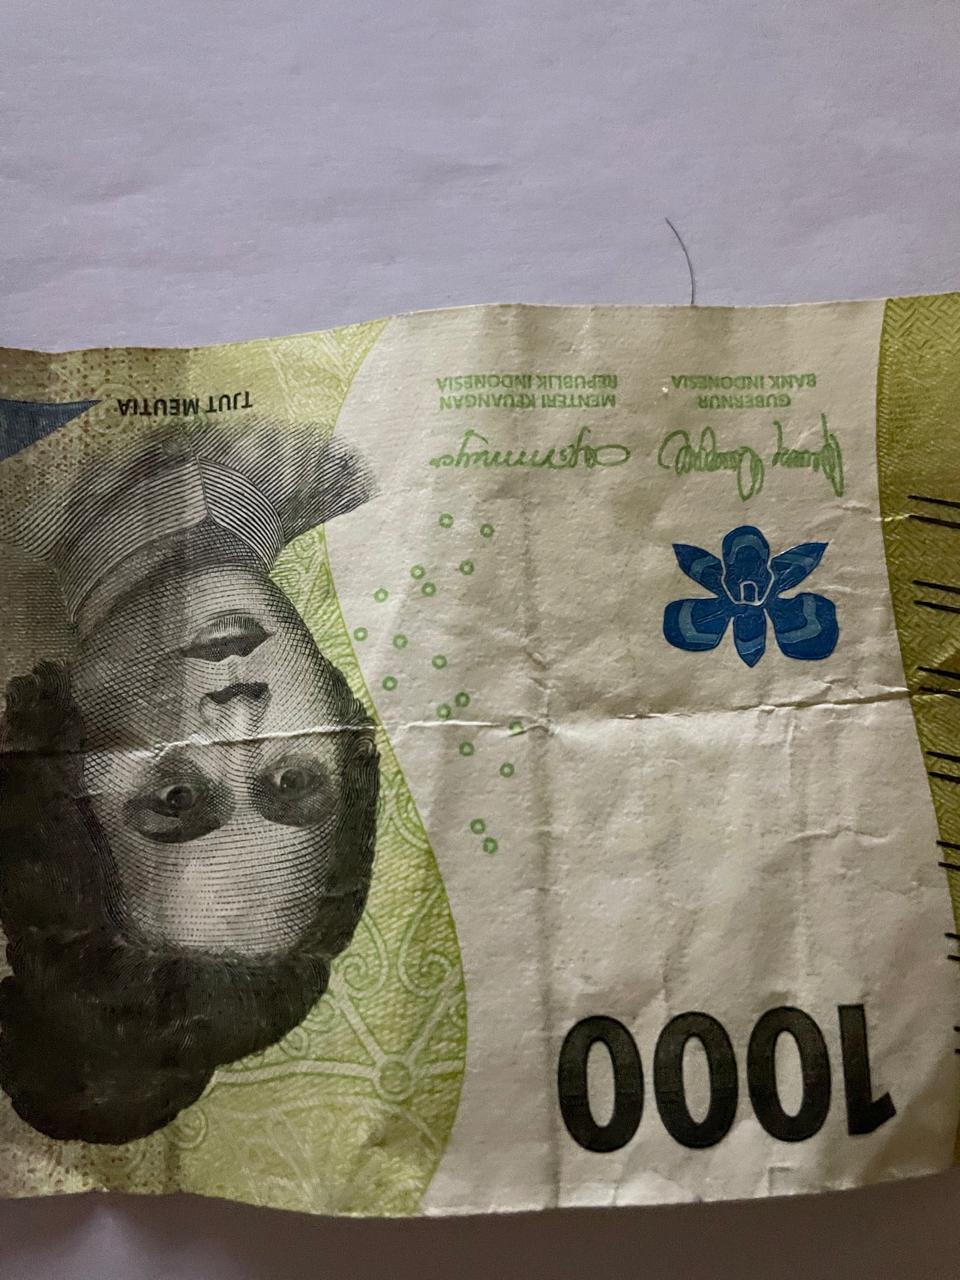 1000
GUBERNUR
BANK INDONESIA
MENTERI KEUANGAN
REPUBLIK INDONESIA
TJUT MEUTIA